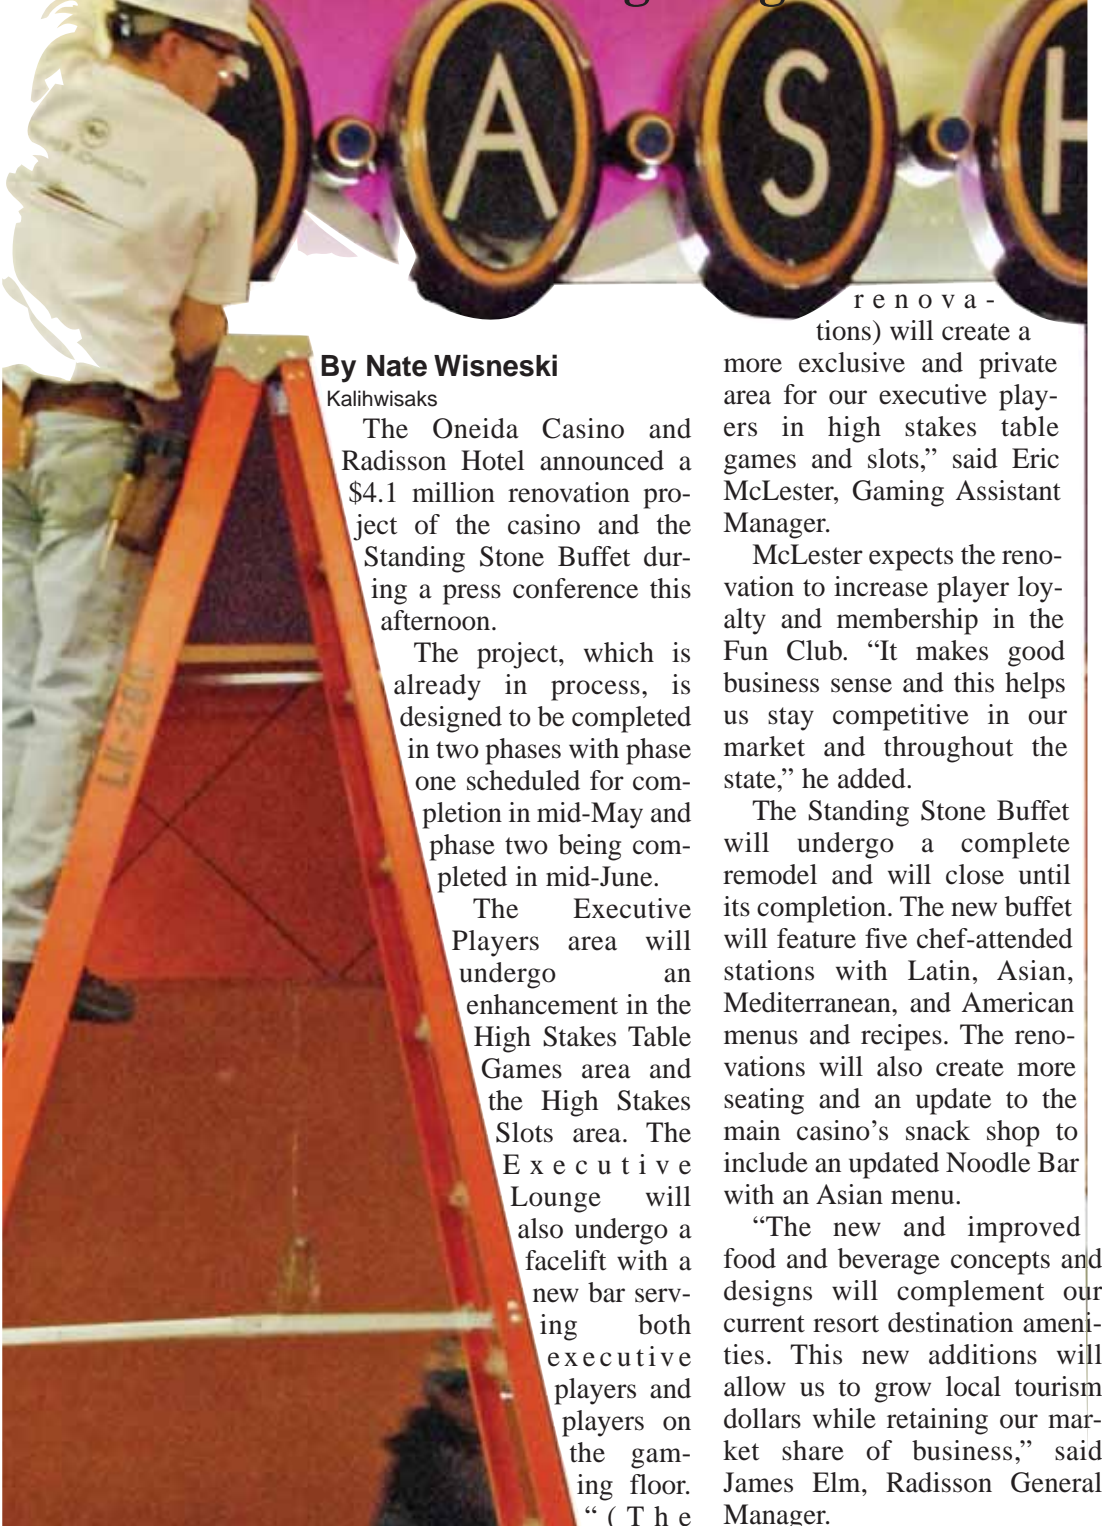 A S H
JOHNSON
LR-280
By Nate Wisneski
Kalihwisaks
The Oneida Casino and
Radisson Hotel announced a
$4.1 million renovation pro-
ject of the casino and the
Standing Stone Buffet dur-
ing a press conference this
afternoon.
The project, which is
already in process, is
designed to be completed
in two phases with phase
one scheduled for com-
pletion in mid-May and
phase two being com-
pleted in mid-June.
The Executive
Players area will
undergo an
enhancement in the
High Stakes Table
Games area and
the High Stakes
Slots area. The
Executive
Lounge will
also undergo a
facelift with a
new bar serv-
ing both
executive
players and
players on
the gam-
ing floor.
“(The
renova-
tions) will create a
more exclusive and private
area for our executive play-
ers in high stakes table
games and slots,” said Eric
McLester, Gaming Assistant
Manager.
McLester expects the reno-
vation to increase player loy-
alty and membership in the
Fun Club. “It makes good
business sense and this helps
us stay competitive in our
market and throughout the
state,” he added.
The Standing Stone Buffet
will undergo a complete
remodel and will close until
its completion. The new buffet
will feature five chef-attended
stations with Latin, Asian,
Mediterranean, and American
menus and recipes. The reno-
vations will also create more
seating and an update to the
main casino’s snack shop to
include an updated Noodle Bar
with an Asian menu.
“The new and improved
food and beverage concepts and
designs will complement our
current resort destination ameni-
ties. This new additions will
allow us to grow local tourism
dollars while retaining our mar-
ket share of business,” said
James Elm, Radisson General
Manager.